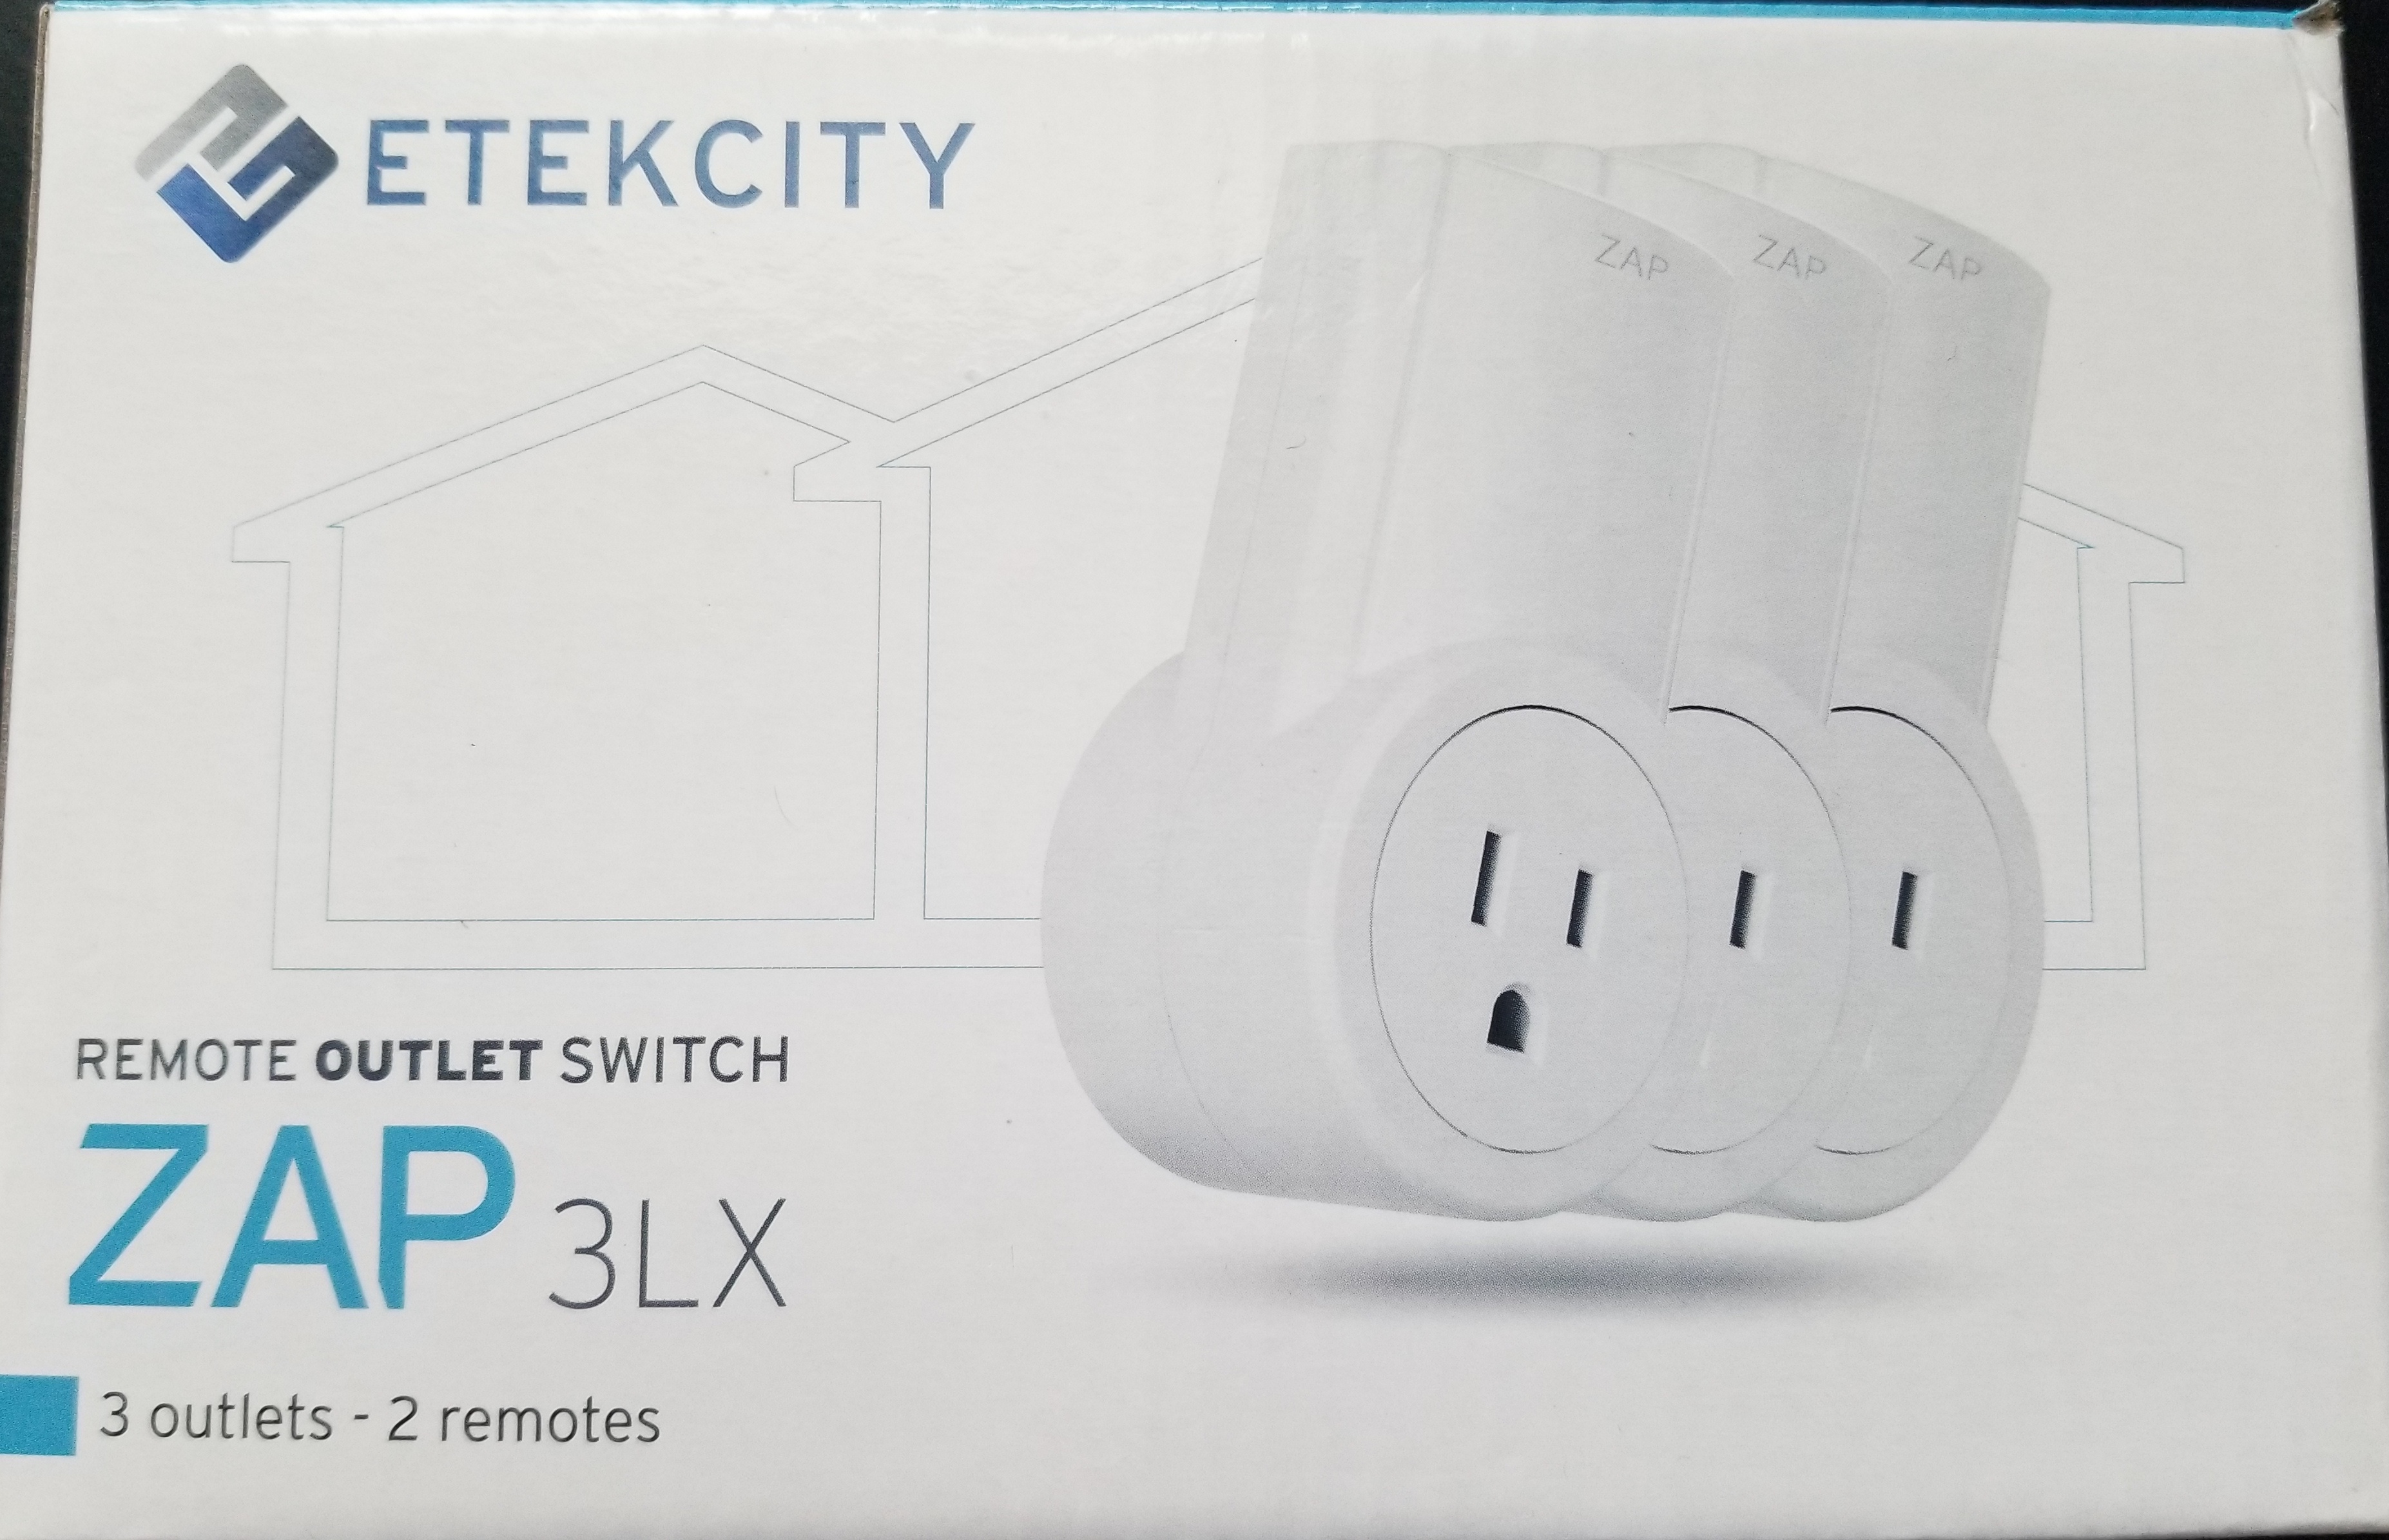 ETEKCITY
ZAP ZAP ZAP
REMOTE OUTLET SWITCH
ZAP 3LX
3 outlets - 2 remotes